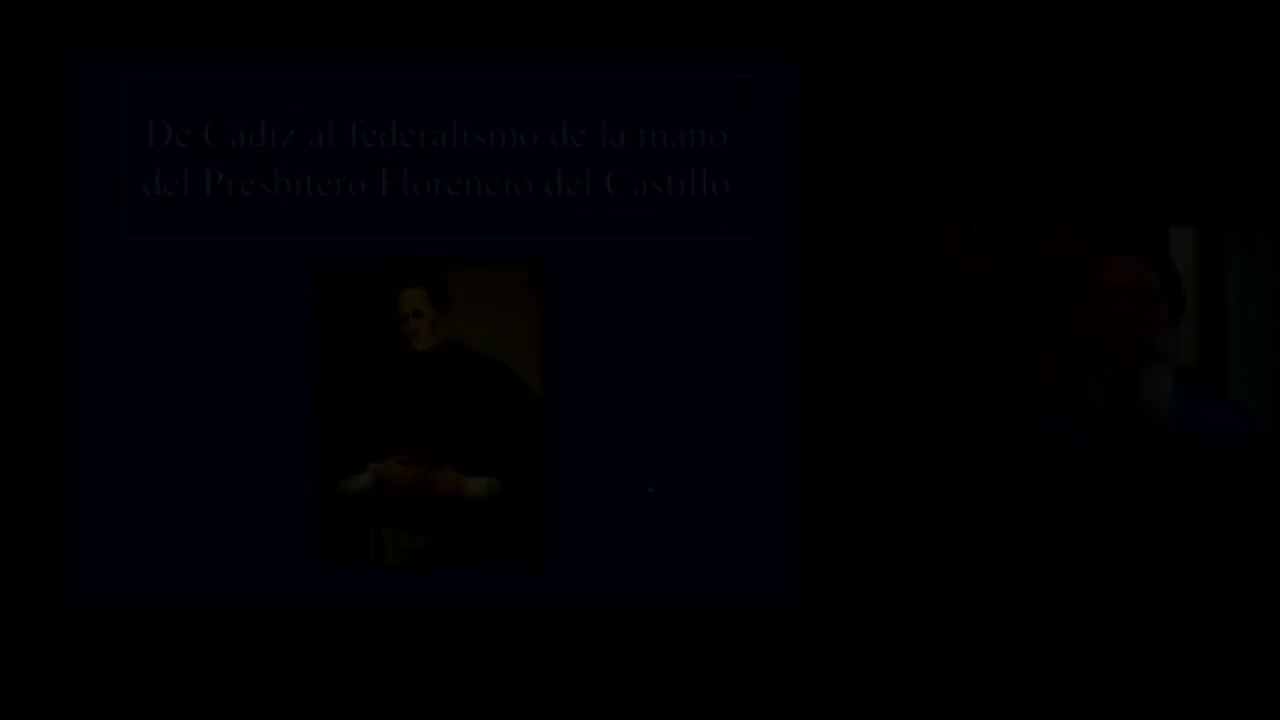 De Cádiz al federalismo de la mano
del Presbítero Florencio del Castillo